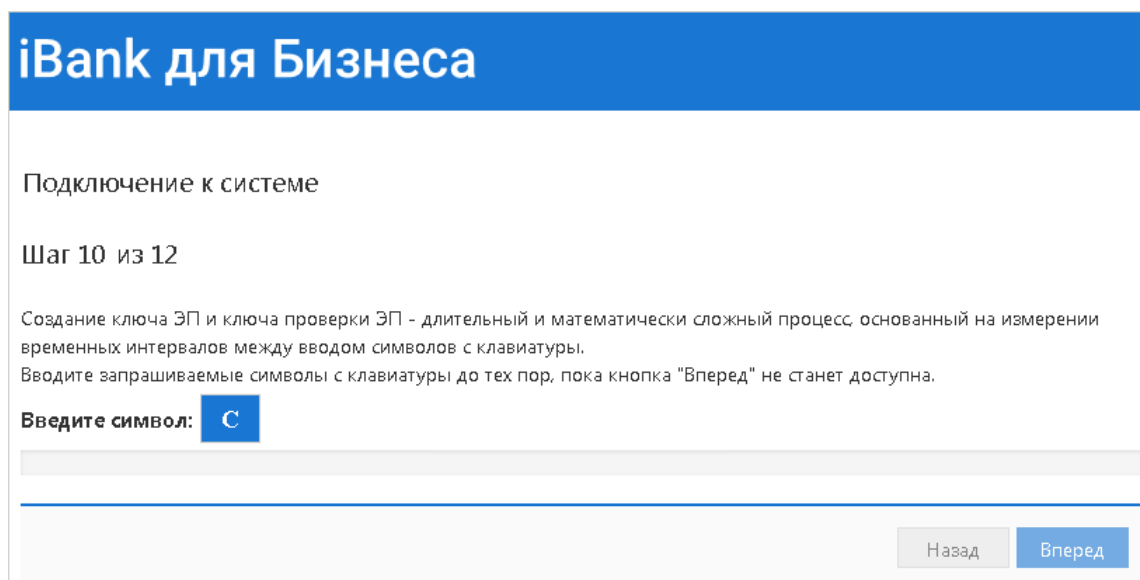 iBank для Бизнеса
Подключение к системе
Шаг 10 из 12
Создание ключа ЭП и ключа проверки ЭП - длительный и математически сложный процесс, основанный на измерении
временных интервалов между вводом символов с клавиатуры.
Вводите запрашиваемые символы с клавиатуры до тех пор, пока кнопка "Вперед" не станет доступна.
Введите символ: C
Назад Вперед